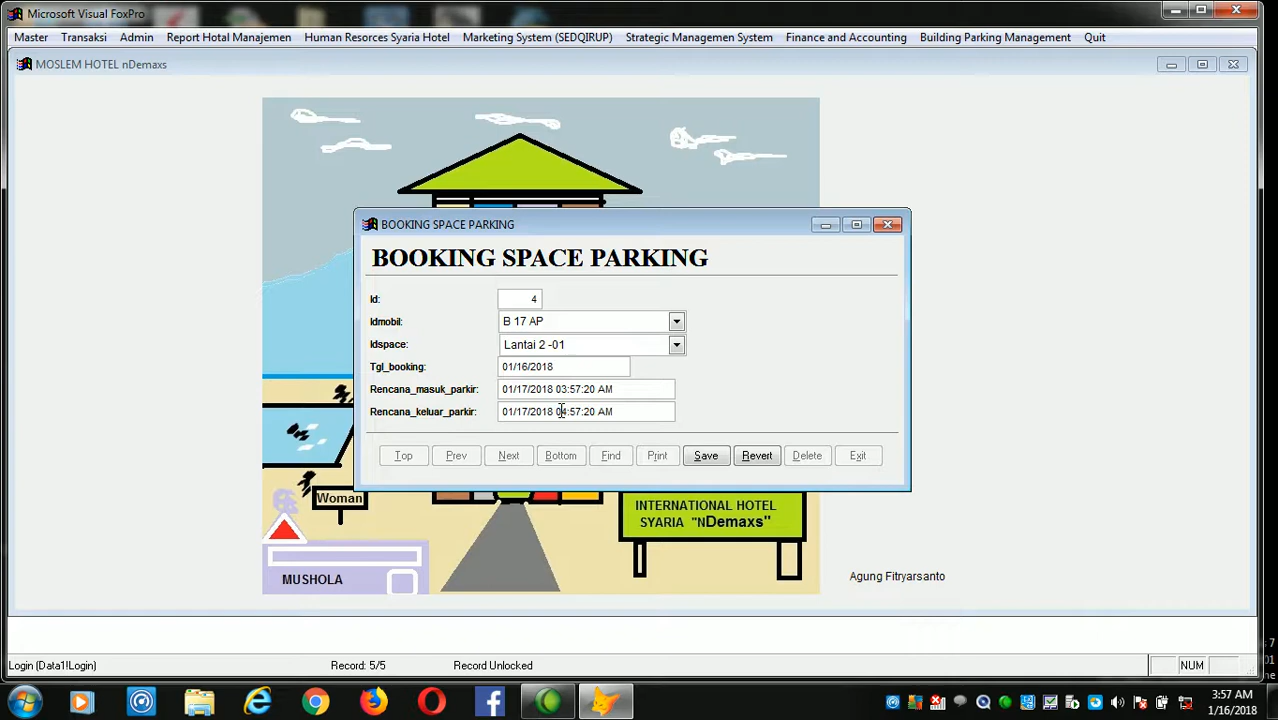 Microsoft Visual FoxPro
Master Transaksi Admin Report Hotal Manajemen Human Resorces Syaria Hotel Marketing System (SEDQIRUP) Strategic Managemen System Finance and Accounting Building Parking Management Quit
MOSLEM HOTEL nDemaxs
BOOKING SPACE PARKING
BOOKING SPACE PARKING
Id: 4
Idmobil: B 17 AP
Idspace: Lantai 2 -01
Tgl_booking: 01/16/2018
Rencana_masuk_parkir: 01/17/2018 03:57:20 AM
Rencana_keluar_parkir: 01/17/2018 04:57:20 AM
Top Prev Next Bottom Find Print Save Revert Delete Exit
Woman
INTERNATIONAL HOTEL
SYARIA "NDemaxs"
MUSHOLA
Agung Fitryarsanto
Login (Data1!Login) Record: 5/5 Record Unlocked NUM
3:57 AM
1/16/2018